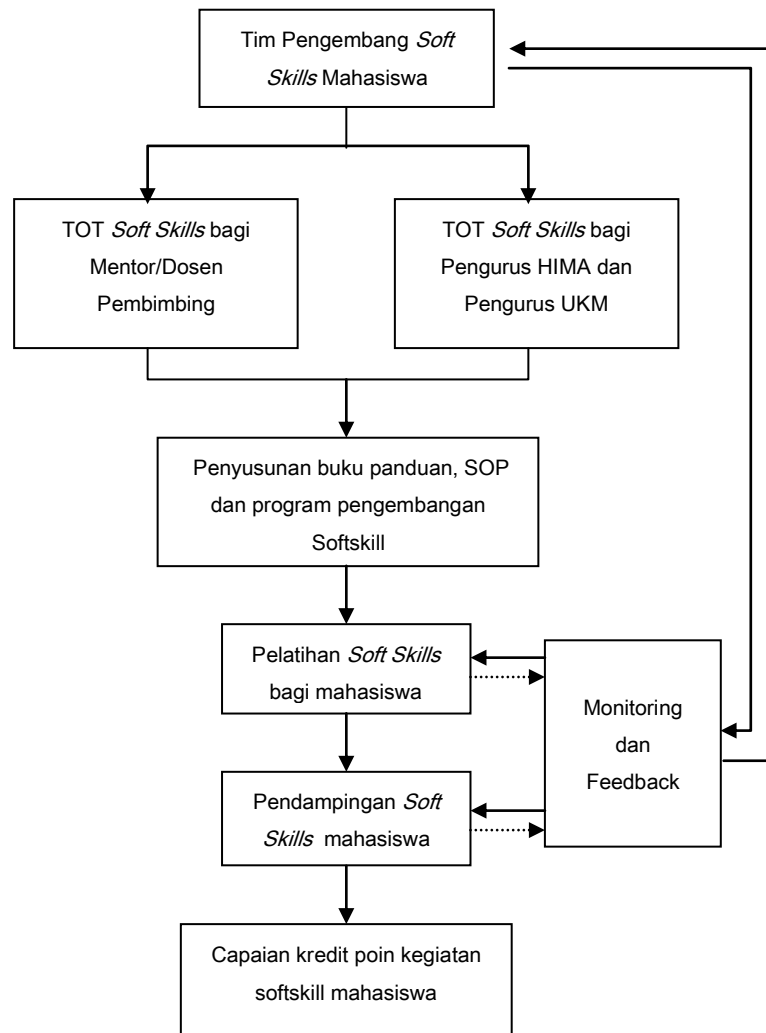 Tim Pengembang Soft
Skills Mahasiswa
TOT Soft Skills bagi
Mentor/Dosen
Pembimbing
TOT Soft Skills bagi
Pengurus HIMA dan
Pengurus UKM
Penyusunan buku panduan, SOP
dan program pengembangan
Softskill
Pelatihan Soft Skills
bagi mahasiswa
Monitoring
dan
Feedback
Pendampingan Soft
Skills mahasiswa
Capaian kredit poin kegiatan
softskill mahasiswa